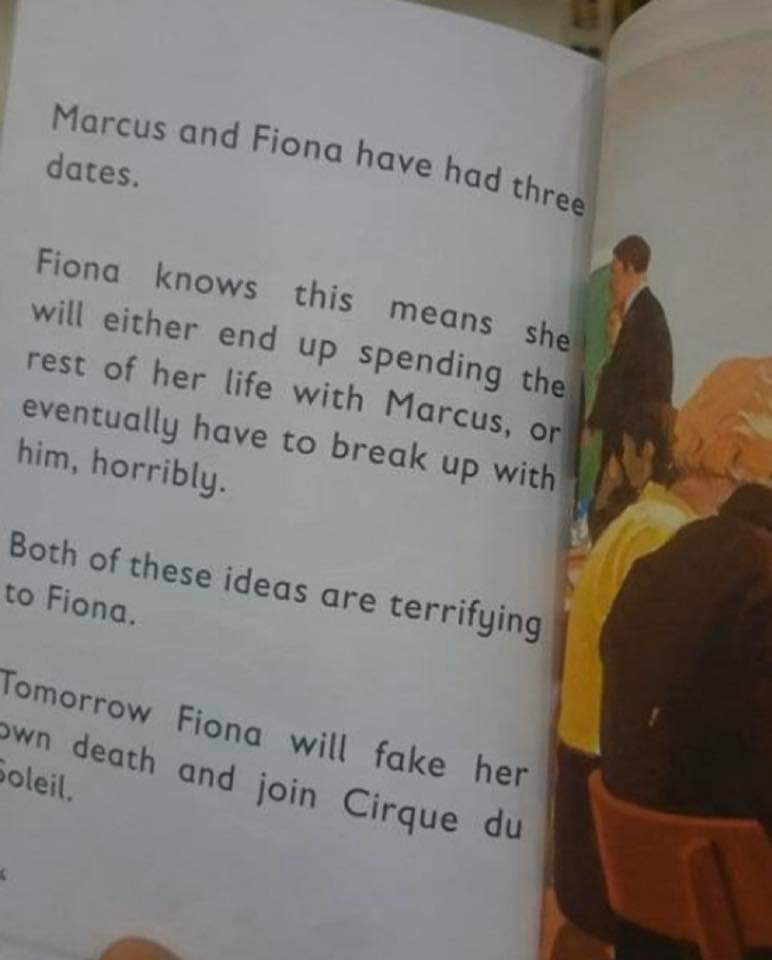 Marcus and Fiona have had three
dates.
Fiona knows this means she
will either end up spending the
rest of her life with Marcus, or
eventually have to break up with
him, horribly.
Both of these ideas are terrifying
to Fiona.
Tomorrow Fiona will fake her
own death and join Cirque du
Soleil.